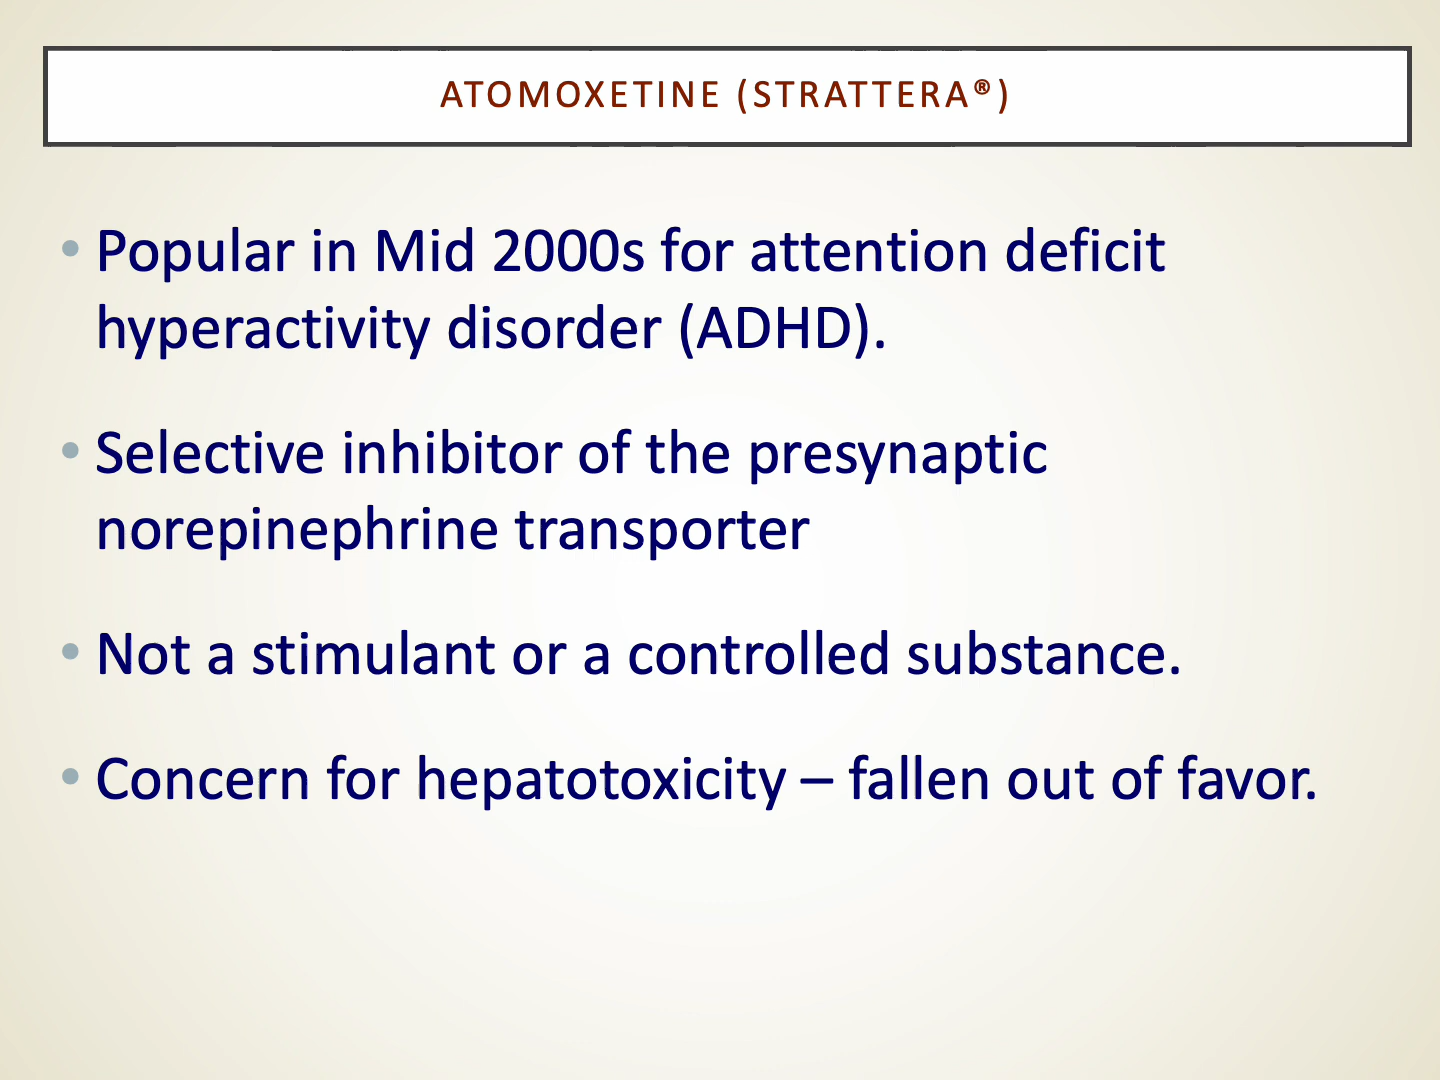 ATOMOXETINE (STRATTERA®)
• Popular in Mid 2000s for attention deficit
hyperactivity disorder (ADHD).
• Selective inhibitor of the presynaptic
norepinephrine transporter
• Not a stimulant or a controlled substance.
• Concern for hepatotoxicity – fallen out of favor.